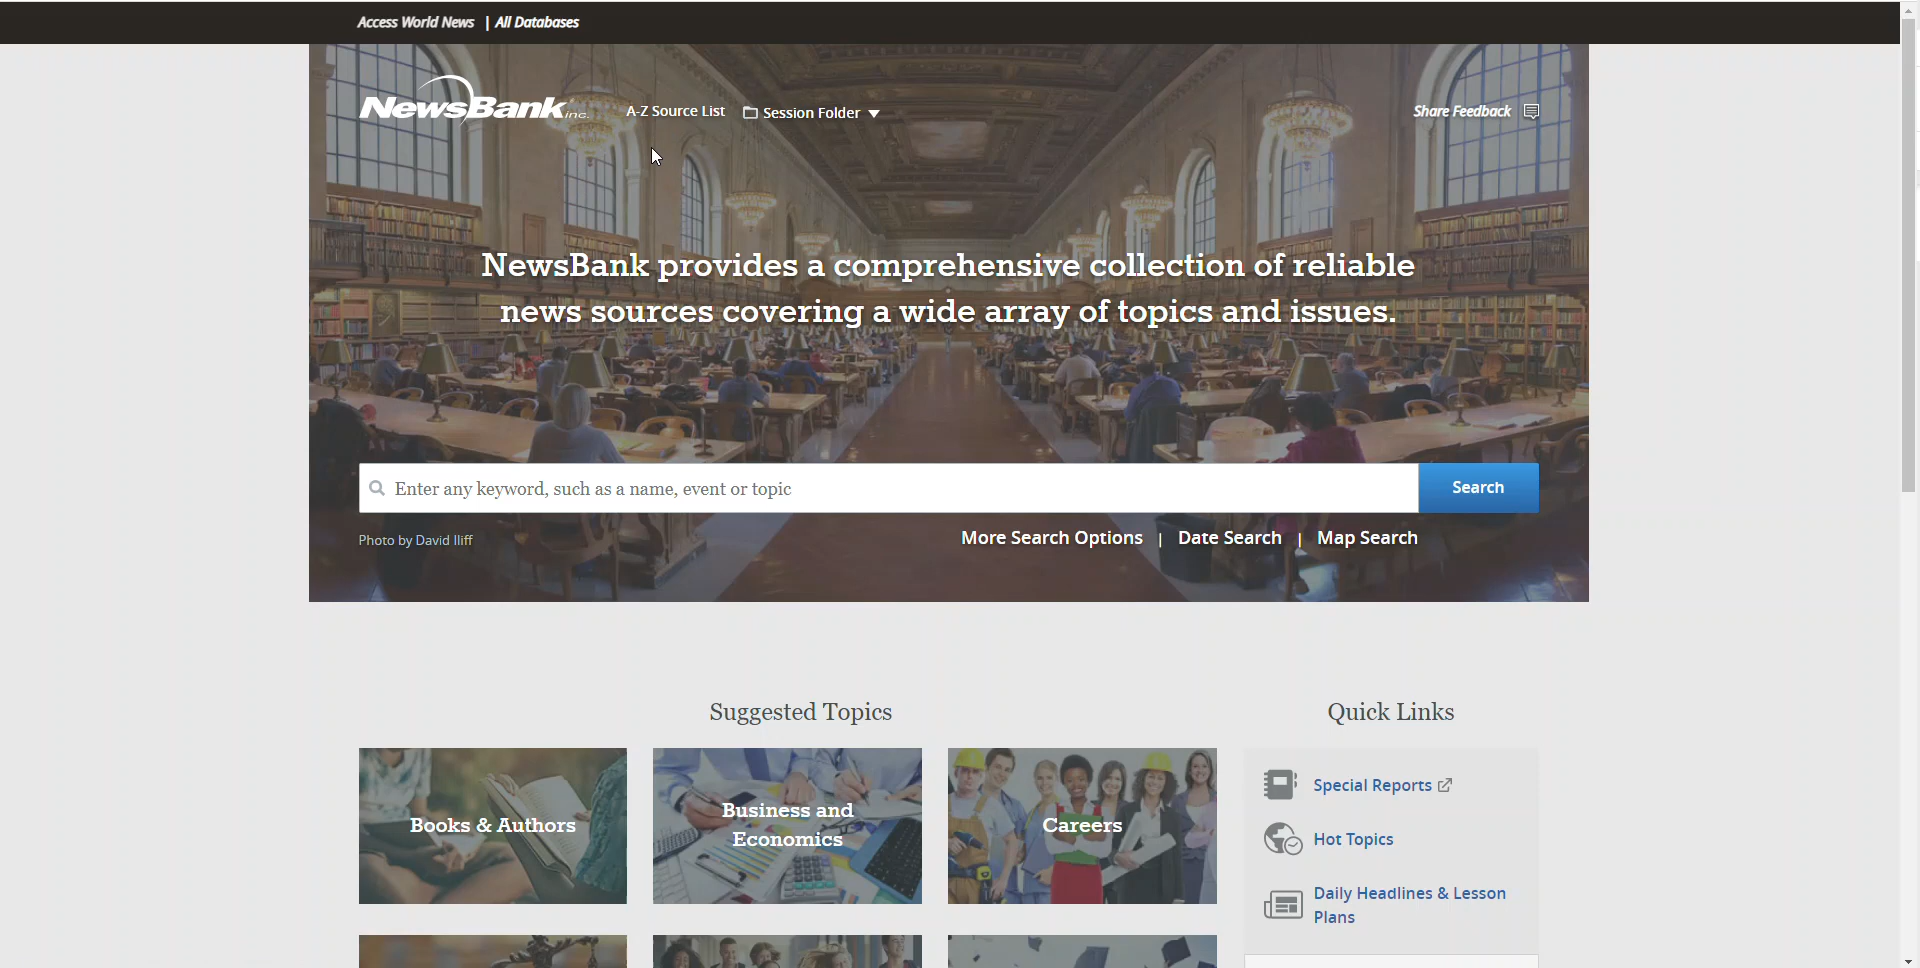 Access World News | All Databases
NewsBank inc.
A-Z Source List
Session Folder
Share Feedback
NewsBank provides a comprehensive collection of reliable
news sources covering a wide array of topics and issues.
Enter any keyword, such as a name, event or topic
Search
Photo by David Iliff
More Search Options | Date Search | Map Search
Suggested Topics
Books & Authors
Business and
Economics
Careers
Quick Links
Special Reports
Hot Topics
Daily Headlines & Lesson
Plans